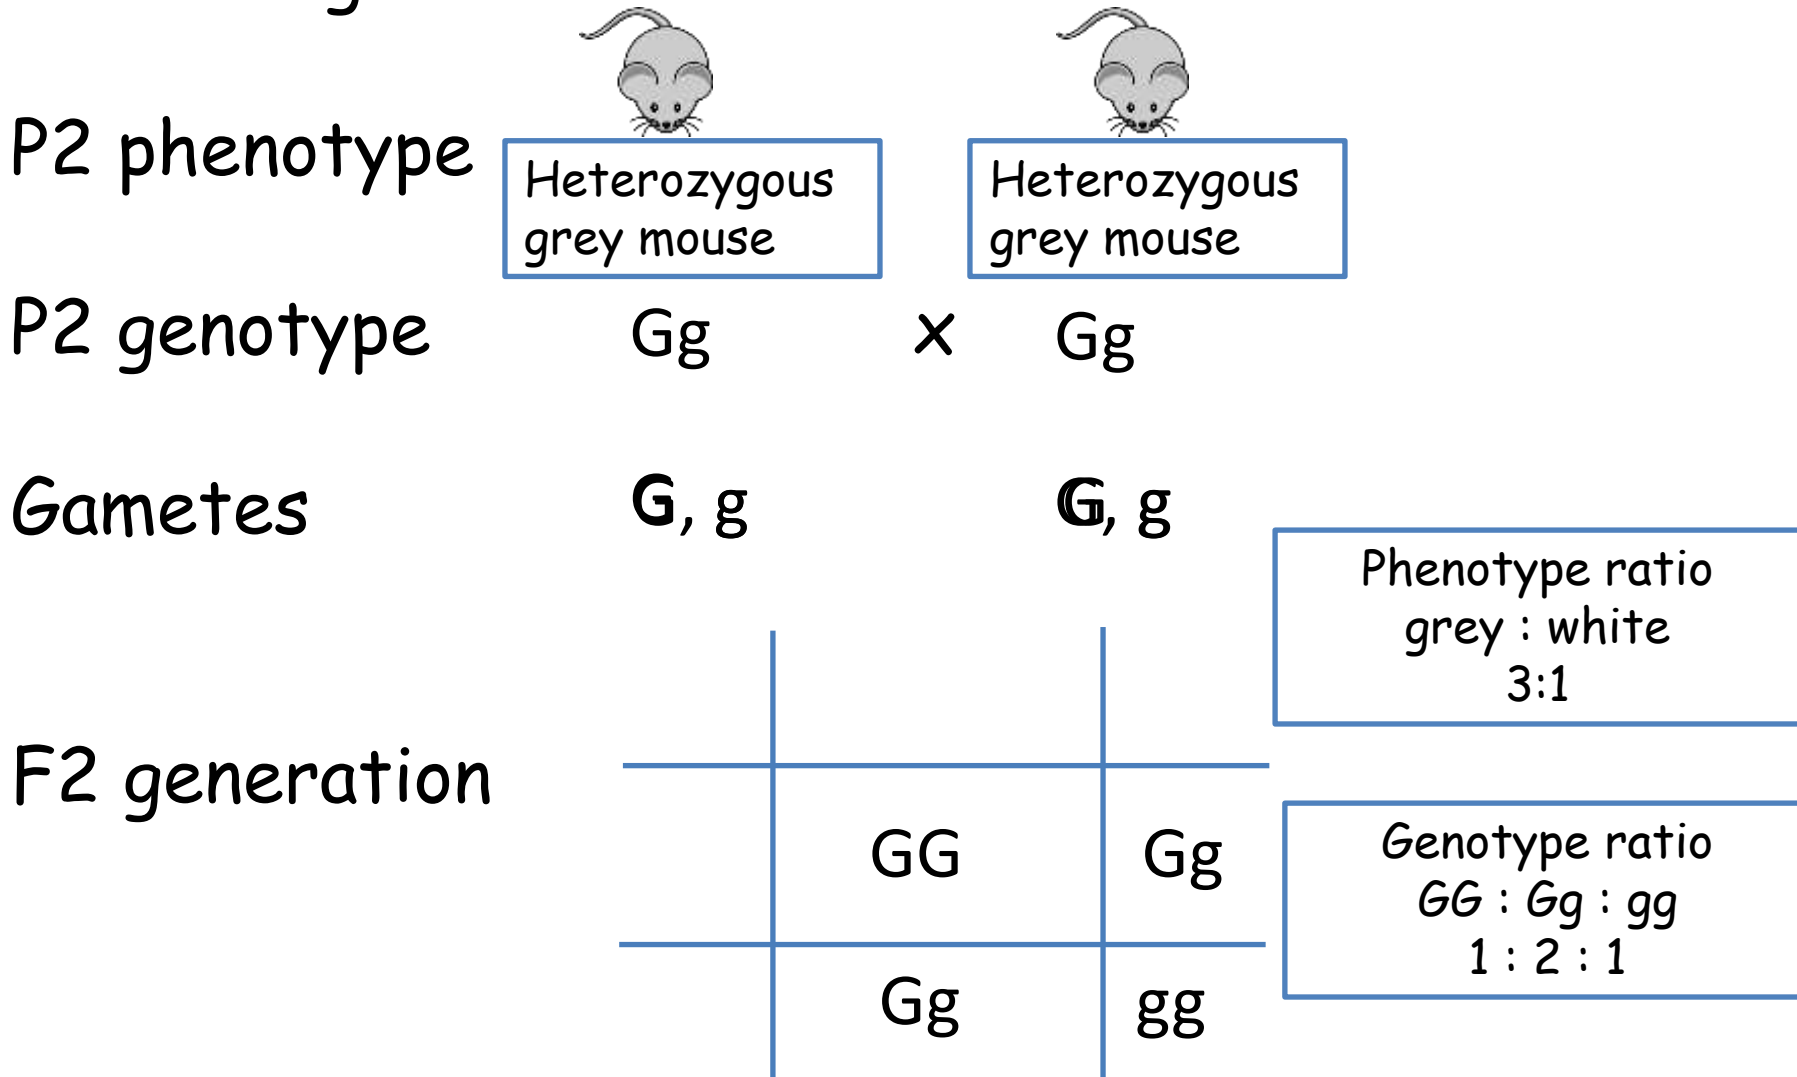 P2 phenotype
Heterozygous
grey mouse
Heterozygous
grey mouse
P2 genotype
Gg x Gg
Gametes
G, g
G, g
Phenotype ratio
grey : white
3:1
F2 generation
GG Gg
Gg gg
Genotype ratio
GG : Gg : gg
1 : 2 : 1